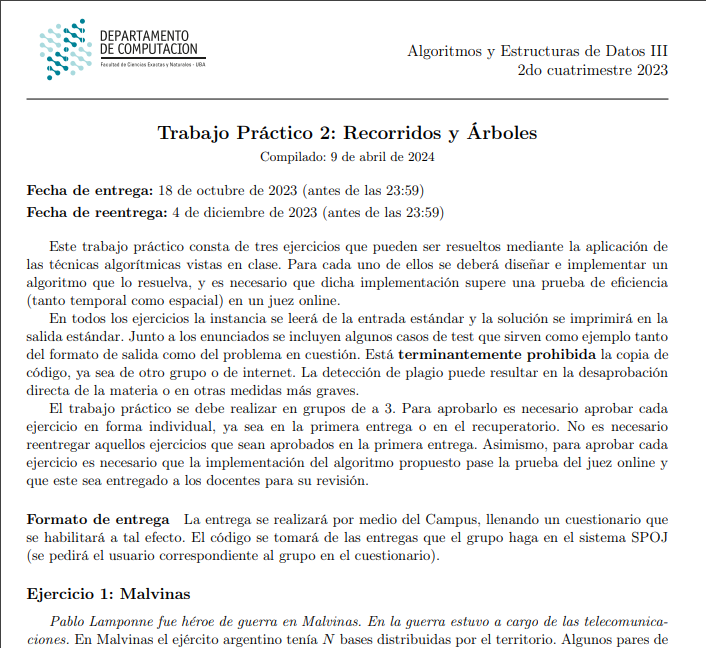 DEPARTAMENTO
DE COMPUTACION
Facultad de Ciencias Exactas y Naturales - UBA
Algoritmos y Estructuras de Datos III
2do cuatrimestre 2023
Trabajo Práctico 2: Recorridos y Árboles
Compilado: 9 de abril de 2024
Fecha de entrega: 18 de octubre de 2023 (antes de las 23:59)
Fecha de reentrega: 4 de diciembre de 2023 (antes de las 23:59)
Este trabajo práctico consta de tres ejercicios que pueden ser resueltos mediante la aplicación de
las técnicas algorítmicas vistas en clase. Para cada uno de ellos se deberá diseñar e implementar un
algoritmo que lo resuelva, y es necesario que dicha implementación supere una prueba de eficiencia
(tanto temporal como espacial) en un juez online.
En todos los ejercicios la instancia se leerá de la entrada estándar y la solución se imprimirá en la
salida estándar. Junto a los enunciados se incluyen algunos casos de test que sirven como ejemplo tanto
del formato de salida como del problema en cuestión. Está terminantemente prohibida la copia de
código, ya sea de otro grupo o de internet. La detección de plagio puede resultar en la desaprobación
directa de la materia o en otras medidas más graves.
El trabajo práctico se debe realizar en grupos de a 3. Para aprobarlo es necesario aprobar cada
ejercicio en forma individual, ya sea en la primera entrega o en el recuperatorio. No es necesario
reentregar aquellos ejercicios que sean aprobados en la primera entrega. Asimismo, para aprobar cada
ejercicio es necesario que la implementación del algoritmo propuesto pase la prueba del juez online y
que este sea entregado a los docentes para su revisión.
Formato de entrega La entrega se realizará por medio del Campus, llenando un cuestionario que
se habilitará a tal efecto. El código se tomará de las entregas que el grupo haga en el sistema SPOJ
(se pedirá el usuario correspondiente al grupo en el cuestionario).
Ejercicio 1: Malvinas
Pablo Lamponne fue héroe de guerra en Malvinas. En la guerra estuvo a cargo de las telecomunica-
ciones. En Malvinas el ejército argentino tenía N bases distribuidas por el territorio. Algunos pares de